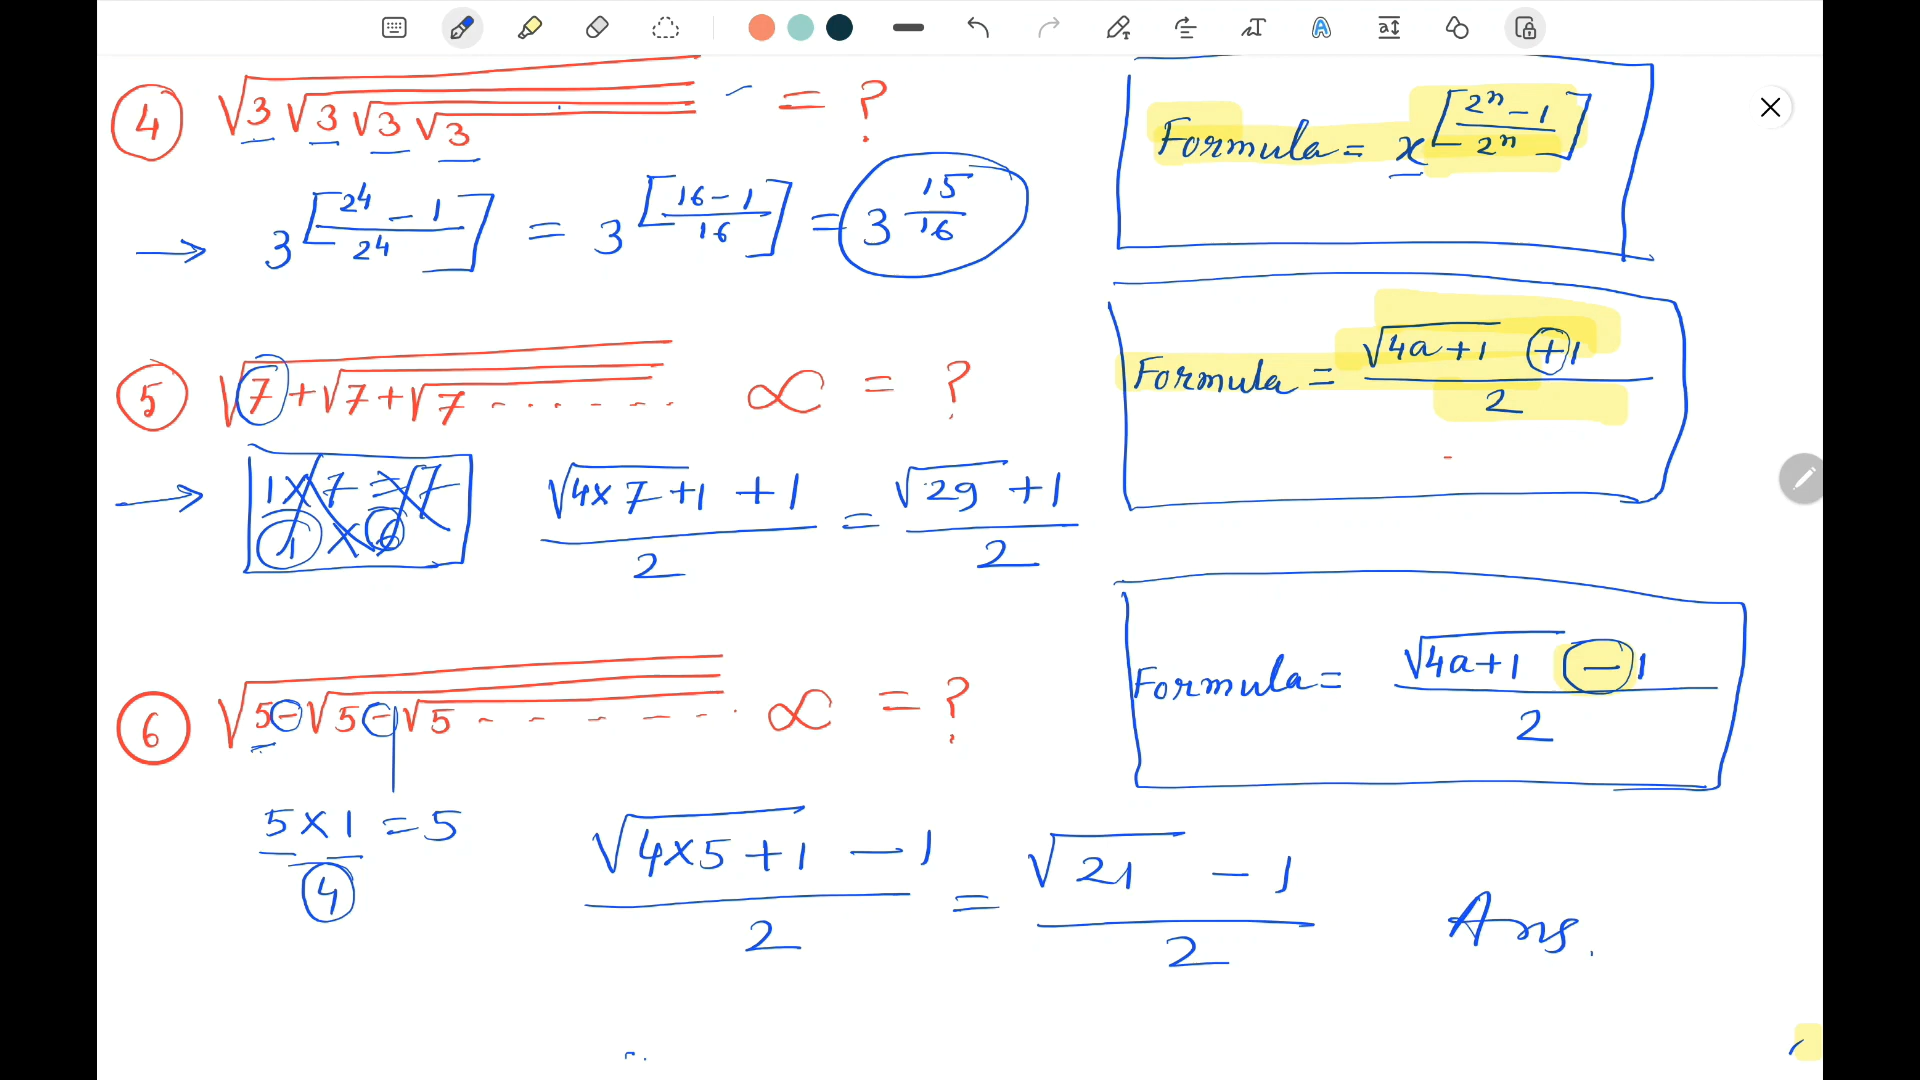 ④ √3√3√3√3 = ?
Formula = x^[(2ⁿ − 1)/2ⁿ]
→ 3^[(2⁴ − 1)/2⁴] = 3^[(16 − 1)/16] = 3^(15/16)
⑤ √7+√7+√7 - - - - - - ∞ = ?
Formula = (√4a+1 + 1)/2
→ 1×7=7
1×6
(√4×7+1 + 1)/2 = (√29 + 1)/2
⑥ √5−√5−√5 - - - - - - - ∞ = ?
Formula = (√4a+1 − 1)/2
5×1 = 5
4
(√4×5+1 − 1)/2 = (√21 − 1)/2 Ans.